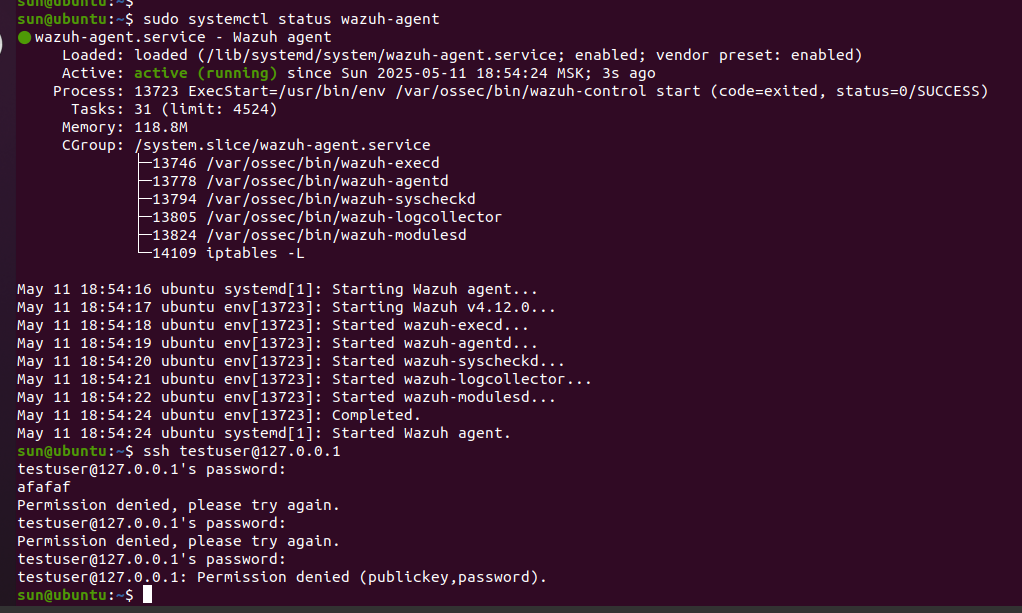 sun@ubuntu:~$
sun@ubuntu:~$ sudo systemctl status wazuh-agent
wazuh-agent.service - Wazuh agent
Loaded: loaded (/lib/systemd/system/wazuh-agent.service; enabled; vendor preset: enabled)
Active: active (running) since Sun 2025-05-11 18:54:24 MSK; 3s ago
Process: 13723 ExecStart=/usr/bin/env /var/ossec/bin/wazuh-control start (code=exited, status=0/SUCCESS)
Tasks: 31 (limit: 4524)
Memory: 118.8M
CGroup: /system.slice/wazuh-agent.service
├─13746 /var/ossec/bin/wazuh-execd
├─13778 /var/ossec/bin/wazuh-agentd
├─13794 /var/ossec/bin/wazuh-syscheckd
├─13805 /var/ossec/bin/wazuh-logcollector
├─13824 /var/ossec/bin/wazuh-modulesd
└─14109 iptables -L
May 11 18:54:16 ubuntu systemd[1]: Starting Wazuh agent...
May 11 18:54:17 ubuntu env[13723]: Starting Wazuh v4.12.0...
May 11 18:54:18 ubuntu env[13723]: Started wazuh-execd...
May 11 18:54:19 ubuntu env[13723]: Started wazuh-agentd...
May 11 18:54:20 ubuntu env[13723]: Started wazuh-syscheckd...
May 11 18:54:21 ubuntu env[13723]: Started wazuh-logcollector...
May 11 18:54:22 ubuntu env[13723]: Started wazuh-modulesd...
May 11 18:54:24 ubuntu env[13723]: Completed.
May 11 18:54:24 ubuntu systemd[1]: Started Wazuh agent.
sun@ubuntu:~$ ssh testuser@127.0.0.1
testuser@127.0.0.1's password:
afafaf
Permission denied, please try again.
testuser@127.0.0.1's password:
Permission denied, please try again.
testuser@127.0.0.1's password:
testuser@127.0.0.1: Permission denied (publickey,password).
sun@ubuntu:~$